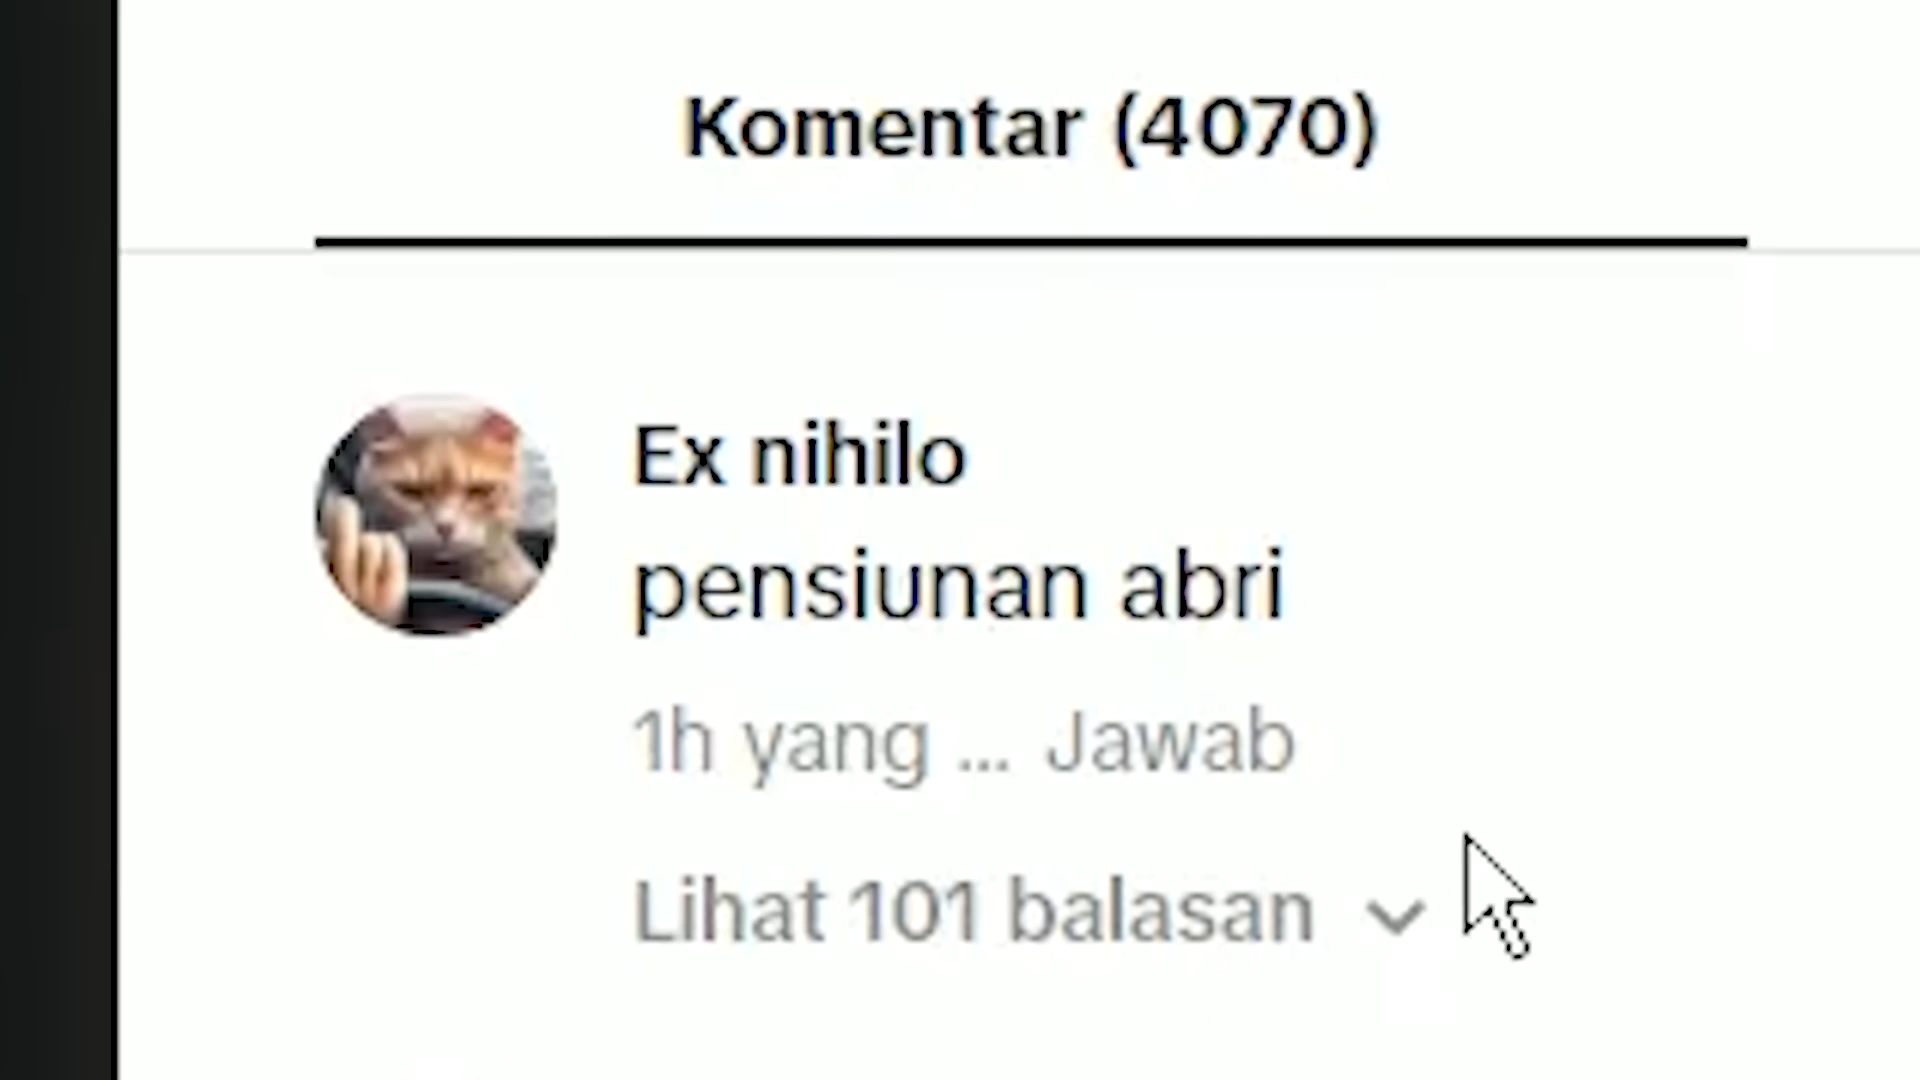 Komentar (4070)
Ex nihilo
pensiunan abri
1h yang ... Jawab
Lihat 101 balasan